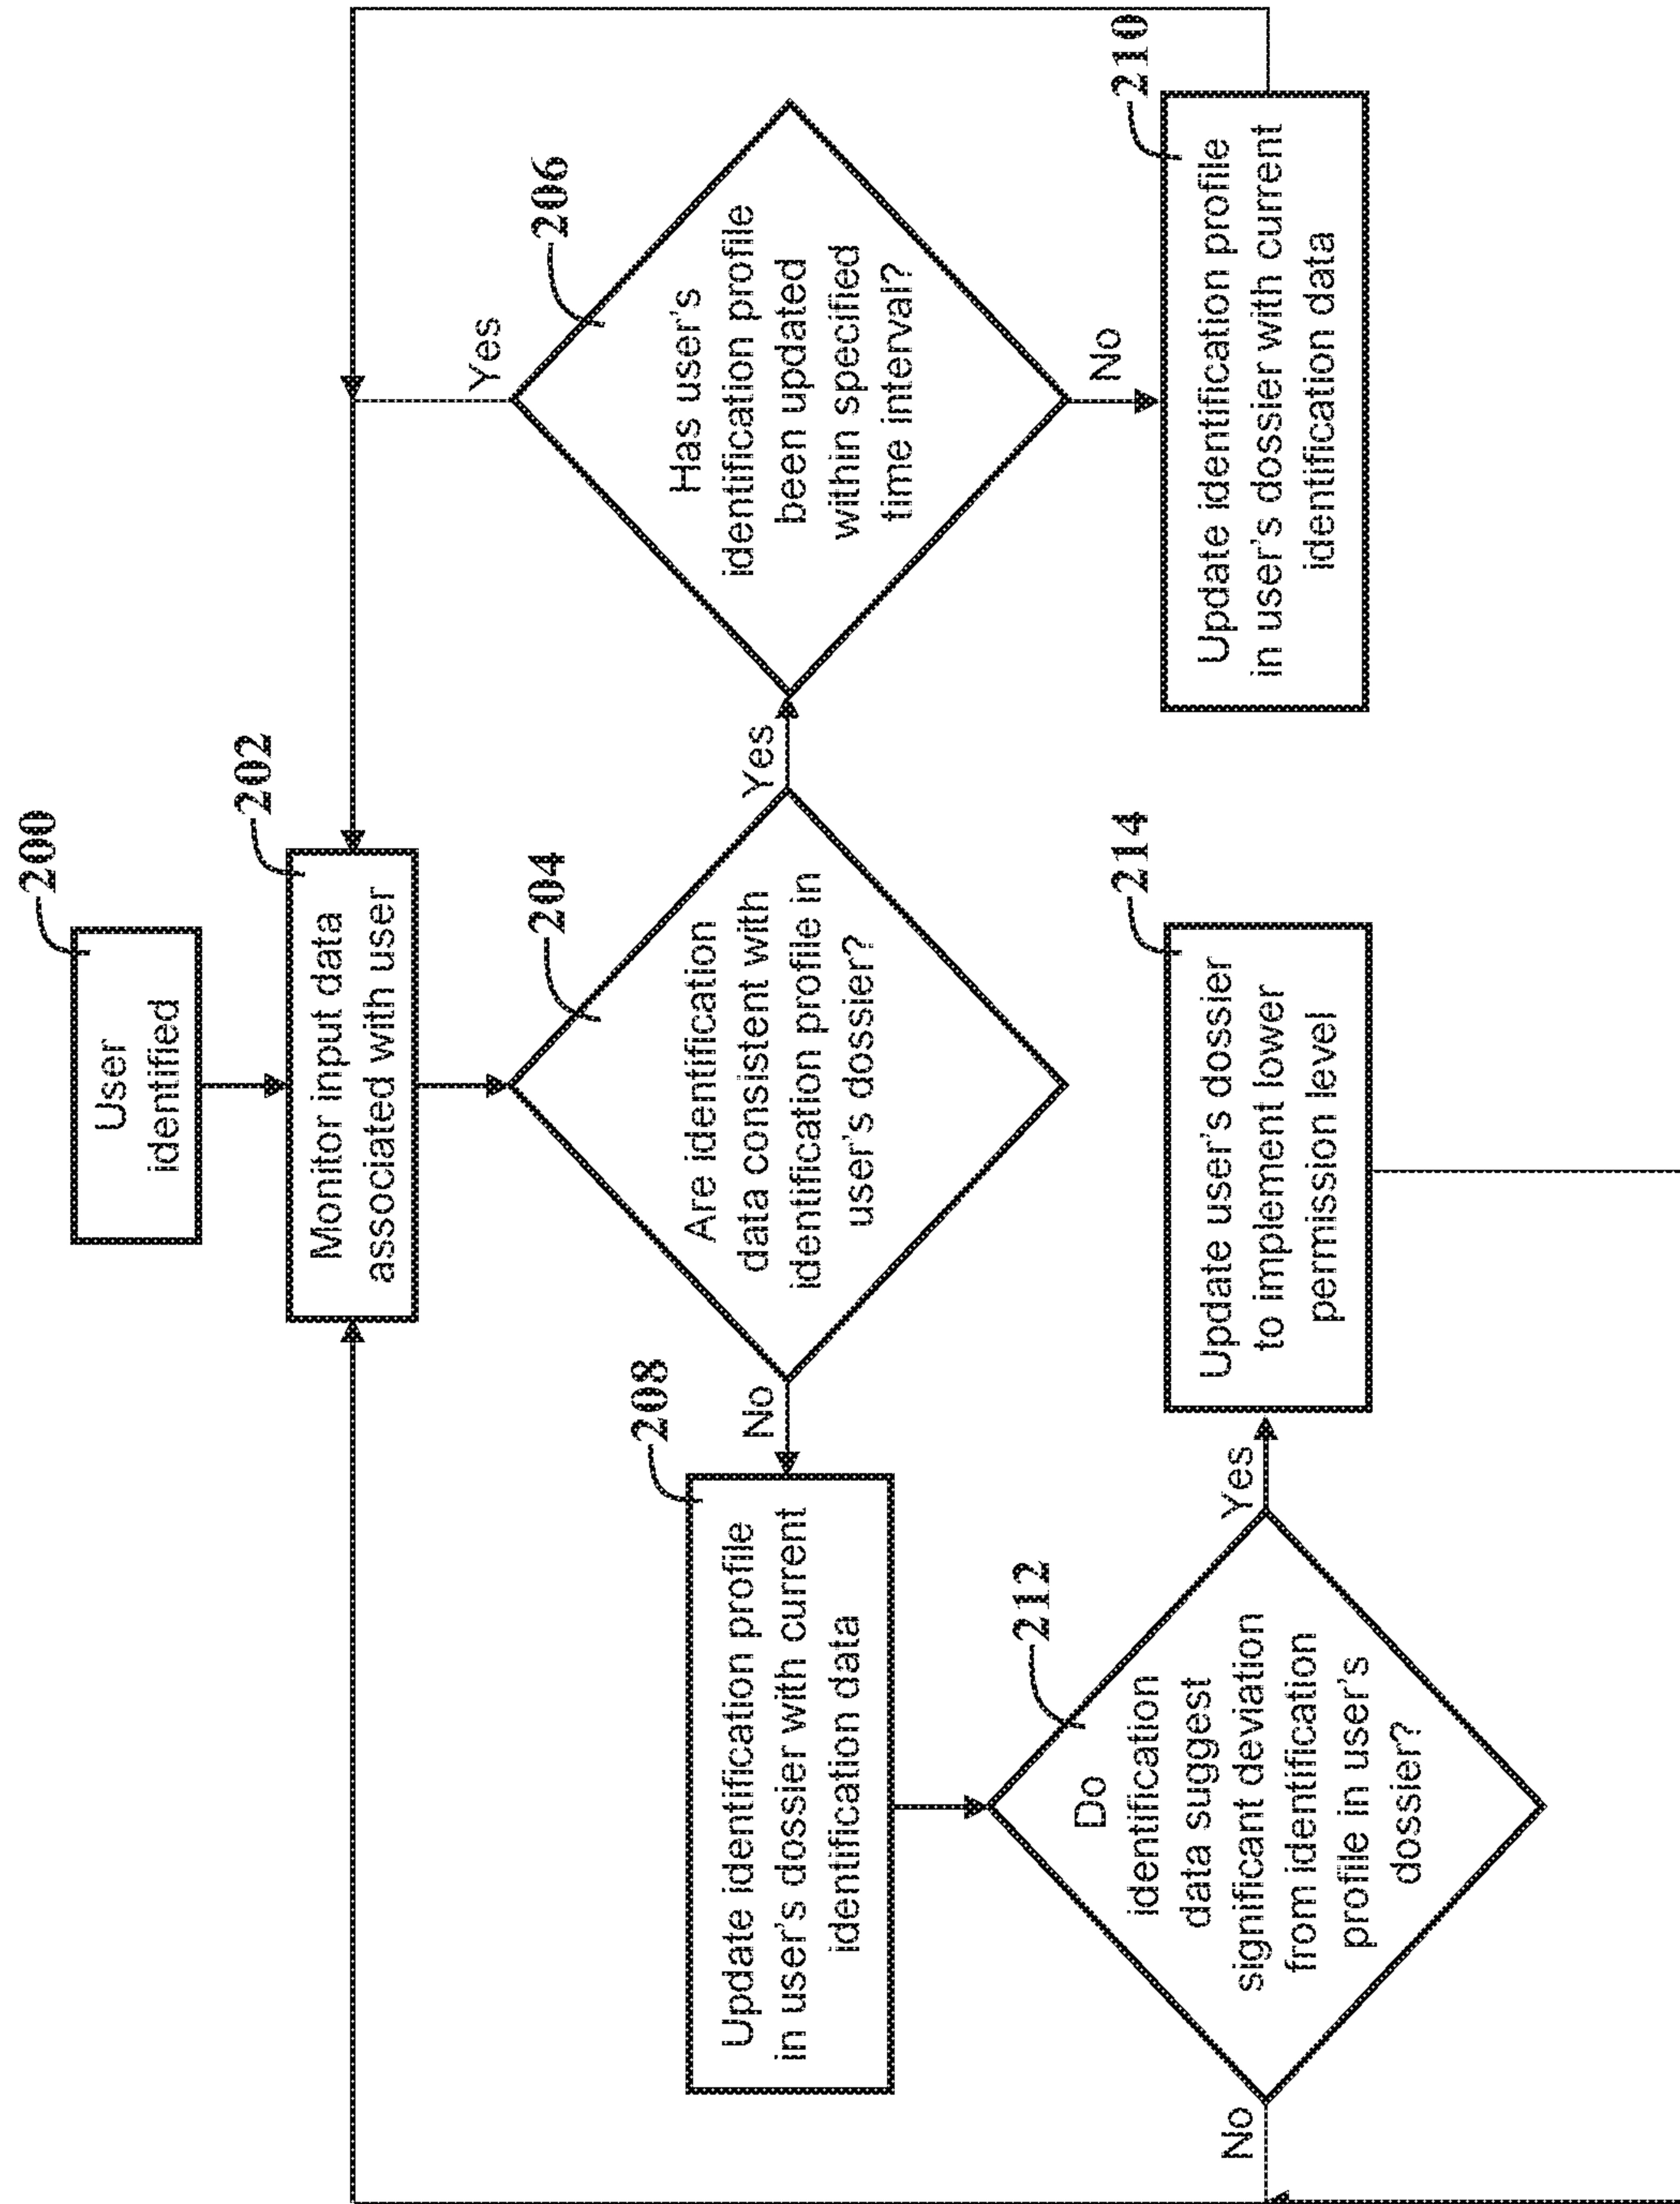 200
User
identified
202
Monitor input data
associated with user
204
Are identification
data consistent with
identification profile in
user's dossier?
Yes
206
Has user's
identification profile
been updated
within specified
time interval?
Yes
No
210
Update identification profile
in user's dossier with current
identification data
No
208
Update identification profile
in user's dossier with current
identification data
212
Do
identification
data suggest
significant deviation
from identification
profile in user's
dossier?
No
Yes
214
Update user's dossier
to implement lower
permission level